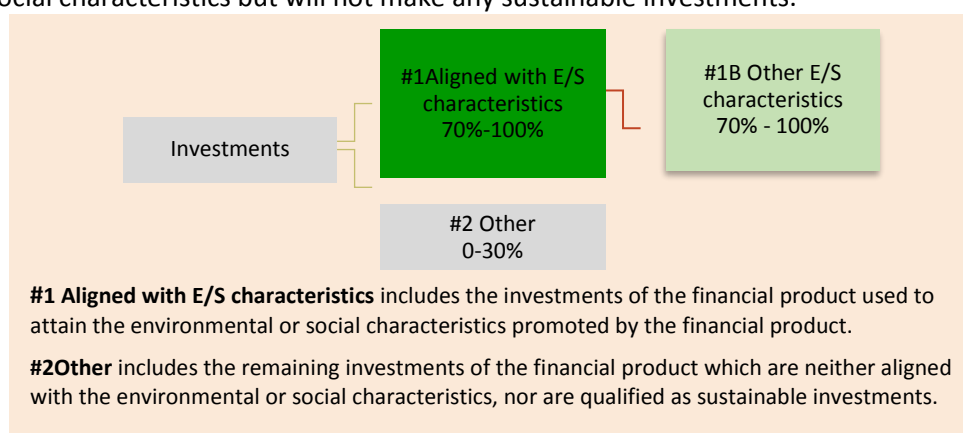 social characteristics but will not make any sustainable investments.
#1Aligned with E/S
characteristics
70%-100%
#1B Other E/S
characteristics
70% - 100%
Investments
#2 Other
0-30%
#1 Aligned with E/S characteristics includes the investments of the financial product used to
attain the environmental or social characteristics promoted by the financial product.
#2Other includes the remaining investments of the financial product which are neither aligned
with the environmental or social characteristics, nor are qualified as sustainable investments.